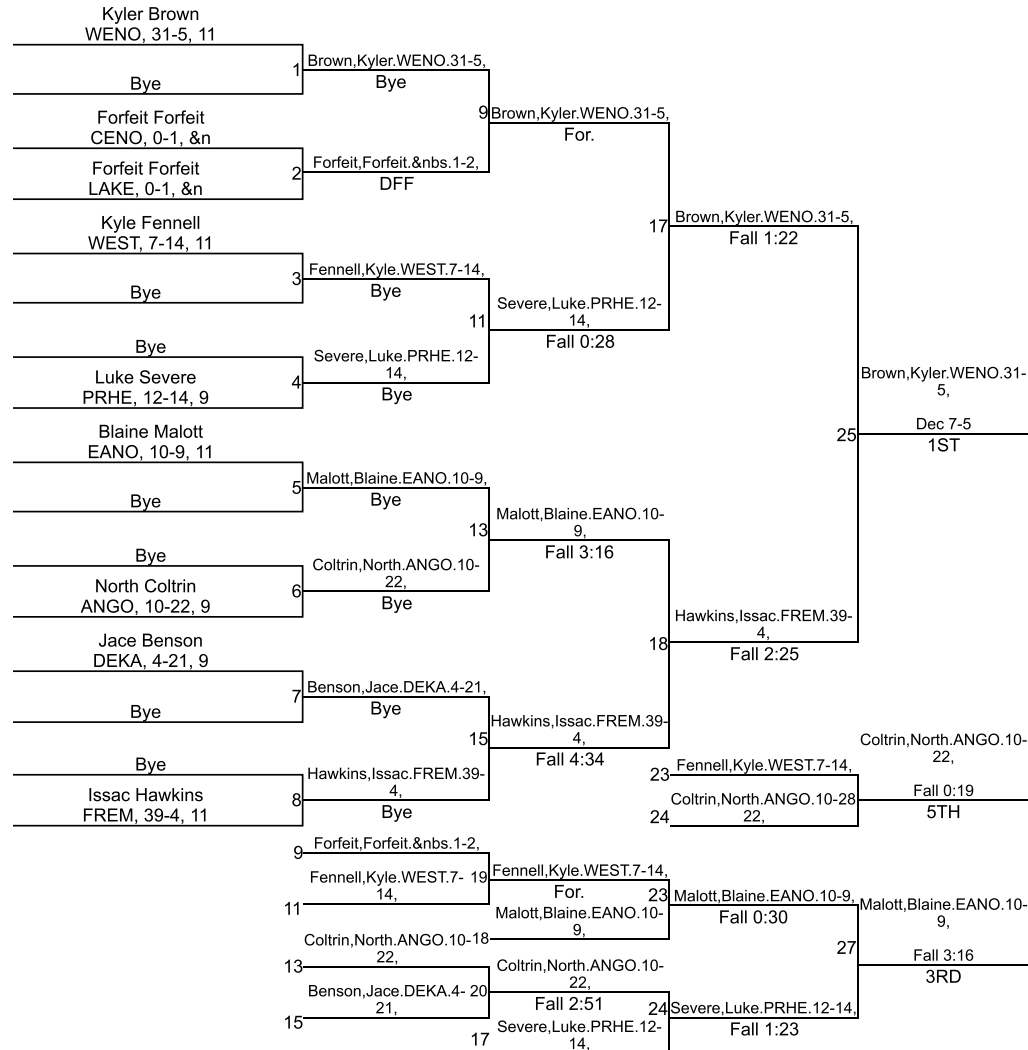 Kyler Brown
WENO, 31-5, 11
Bye
1
Brown,Kyler.WENO.31-5,
Bye
Forfeit Forfeit
CENO, 0-1, &n
Forfeit Forfeit
LAKE, 0-1, &n
2
Forfeit,Forfeit.&nbs.1-2,
DFF
9
Brown,Kyler.WENO.31-5,
For.
Kyle Fennell
WEST, 7-14, 11
Bye
3
Fennell,Kyle.WEST.7-14,
Bye
Bye
Luke Severe
PRHE, 12-14, 9
4
Severe,Luke.PRHE.12-
14,
Bye
11
Severe,Luke.PRHE.12-
14,
Fall 0:28
17
Brown,Kyler.WENO.31-5,
Fall 1:22
Blaine Malott
EANO, 10-9, 11
Bye
5
Malott,Blaine.EANO.10-9,
Bye
Bye
North Coltrin
ANGO, 10-22, 9
6
Coltrin,North.ANGO.10-
22,
Bye
13
Malott,Blaine.EANO.10-
9,
Fall 3:16
Jace Benson
DEKA, 4-21, 9
Bye
7
Benson,Jace.DEKA.4-21,
Bye
Bye
Issac Hawkins
FREM, 39-4, 11
8
Hawkins,Issac.FREM.39-
4,
Bye
15
Hawkins,Issac.FREM.39-
4,
Fall 4:34
18
Hawkins,Issac.FREM.39-
4,
Fall 2:25
25
Brown,Kyler.WENO.31-
5,
Dec 7-5
1ST
23
Fennell,Kyle.WEST.7-14,
24
Coltrin,North.ANGO.10-
22,
28
Coltrin,North.ANGO.10-
22,
Fall 0:19
5TH
9
Forfeit,Forfeit.&nbs.1-2,
11
Fennell,Kyle.WEST.7-
14,
19
Fennell,Kyle.WEST.7-14,
For.
18
Malott,Blaine.EANO.10-
9,
23
Malott,Blaine.EANO.10-9,
Fall 0:30
13
Coltrin,North.ANGO.10-
22,
15
Benson,Jace.DEKA.4-
21,
20
Coltrin,North.ANGO.10-
22,
Fall 2:51
17
Severe,Luke.PRHE.12-
14,
24
Severe,Luke.PRHE.12-14,
Fall 1:23
27
Malott,Blaine.EANO.10-
9,
Fall 3:16
3RD